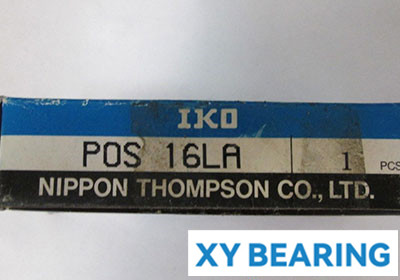 IKO
POS 16LA 1 PCS
NIPPON THOMPSON CO., LTD.
XY BEARING